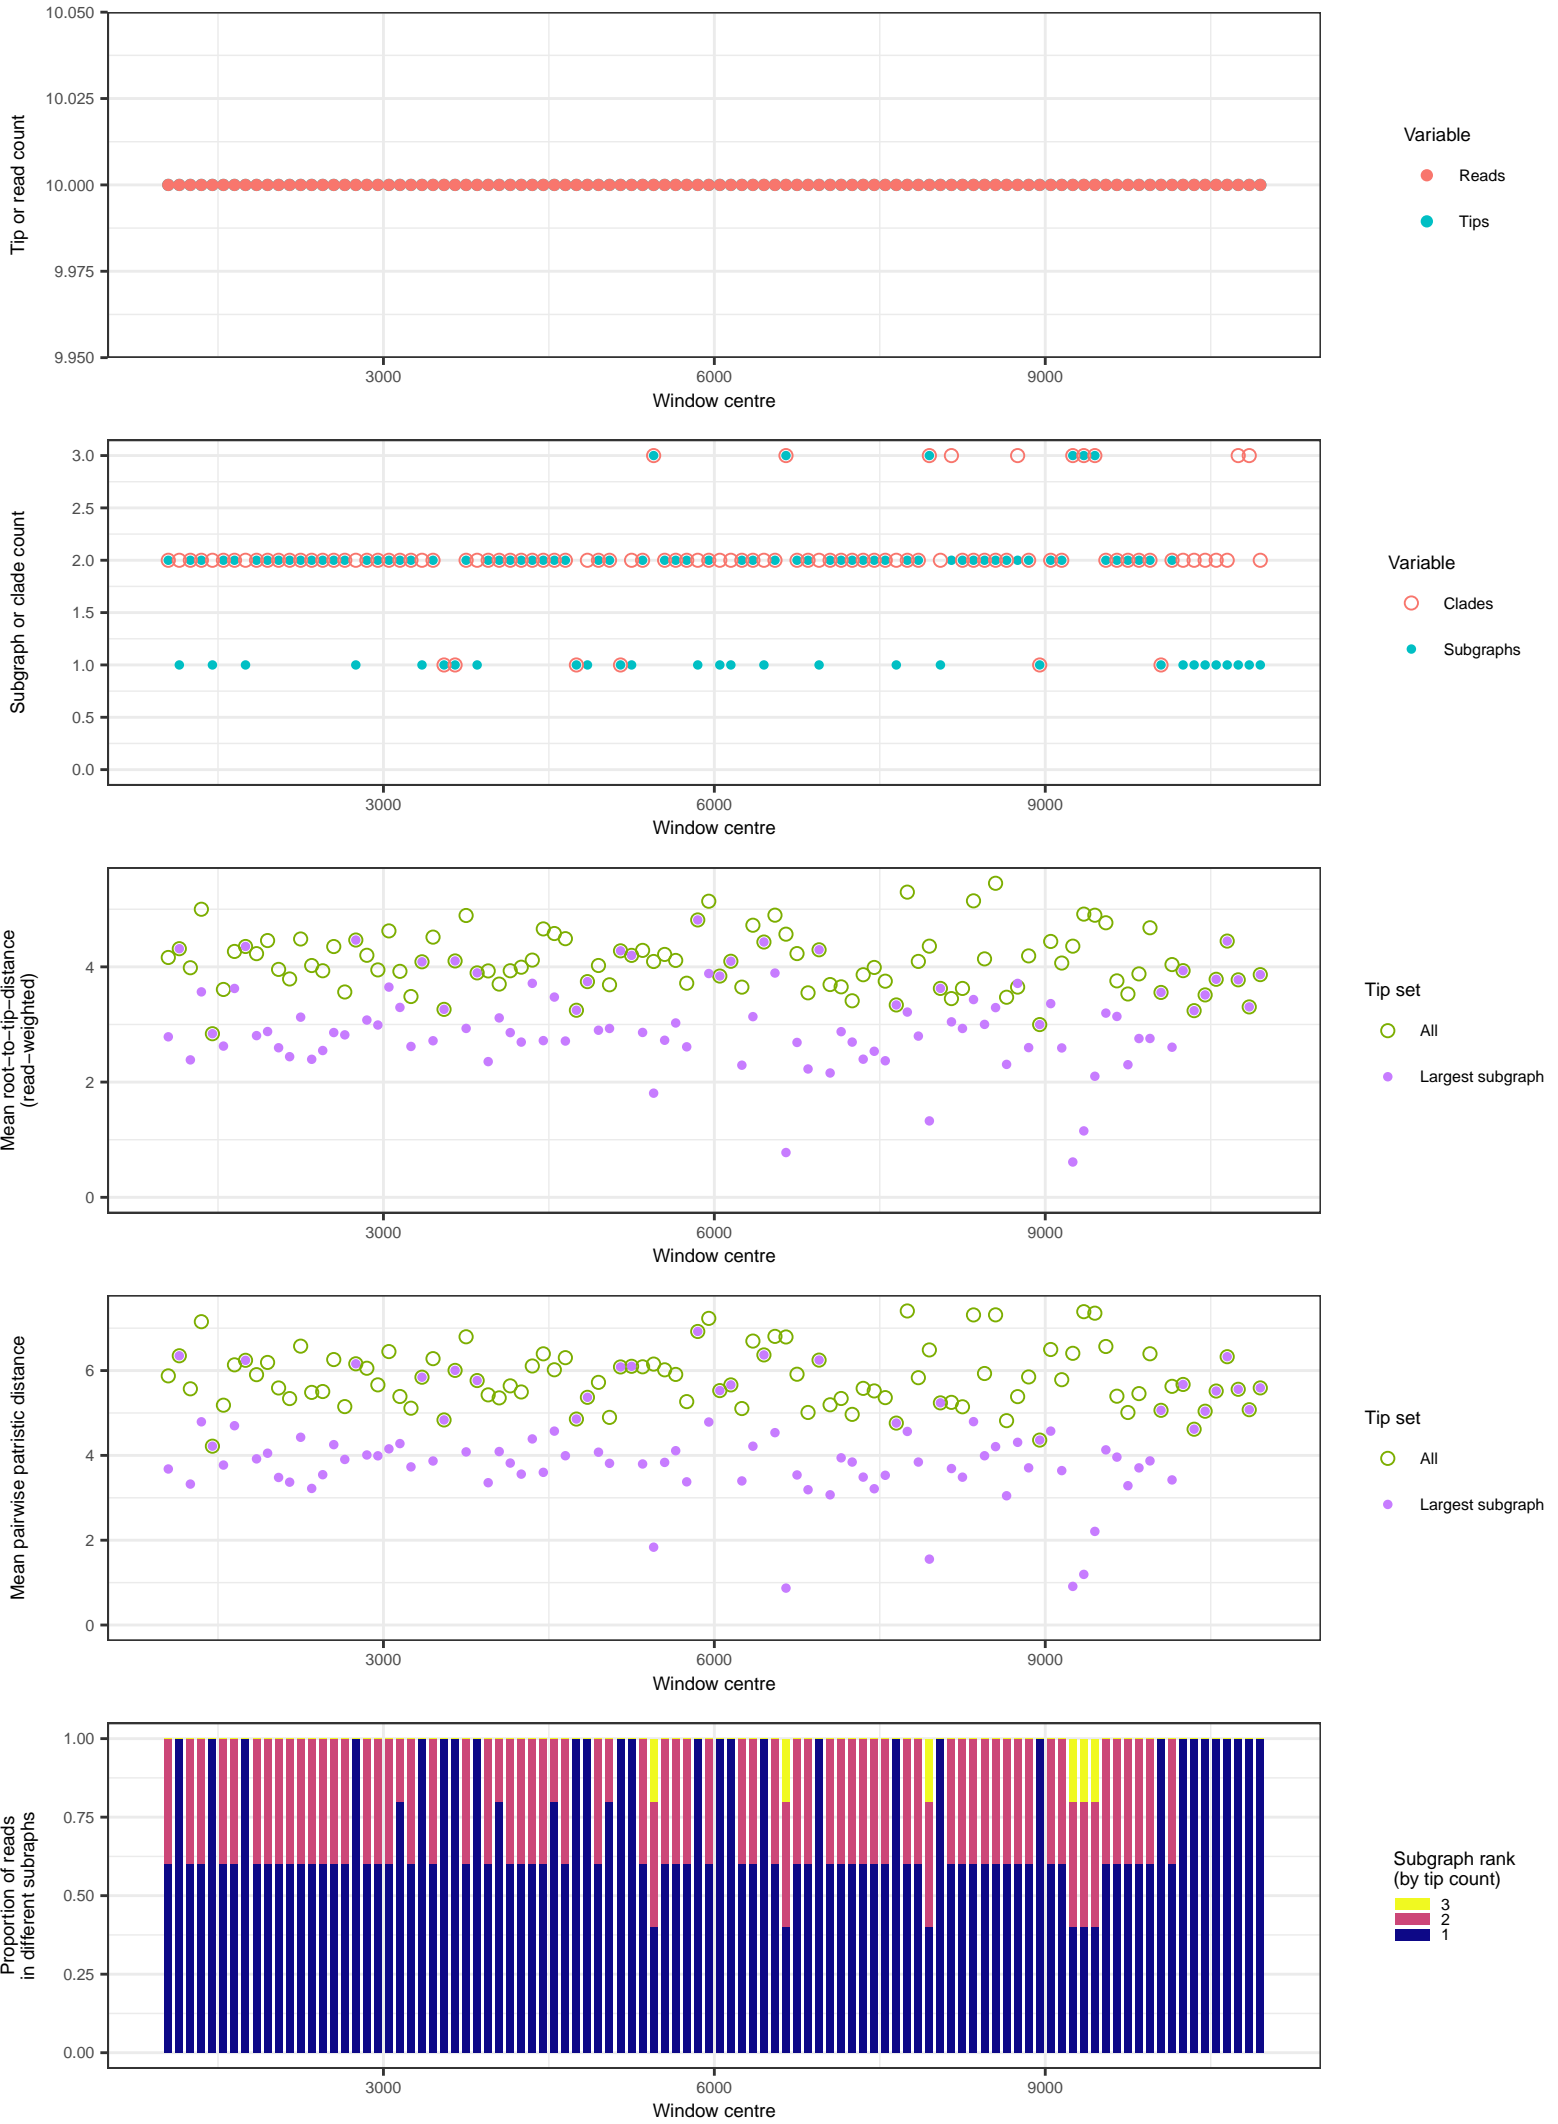 10.050
10.025
10.000
9.975
9.950
Tip or read count
3000
6000
9000
Window centre
Variable
Reads
Tips
3.0
2.5
2.0
1.5
1.0
0.5
0.0
Subgraph or clade count
3000
6000
9000
Window centre
Variable
Clades
Subgraphs
4
2
0
Mean root−to−tip−distance
(read−weighted)
3000
6000
9000
Window centre
Tip set
All
Largest subgraph
6
4
2
0
Mean pairwise patristic distance
3000
6000
9000
Window centre
Tip set
All
Largest subgraph
1.00
0.75
0.50
0.25
0.00
Proportion of reads
in different subraphs
3000
6000
9000
Window centre
Subgraph rank
(by tip count)
3
2
1